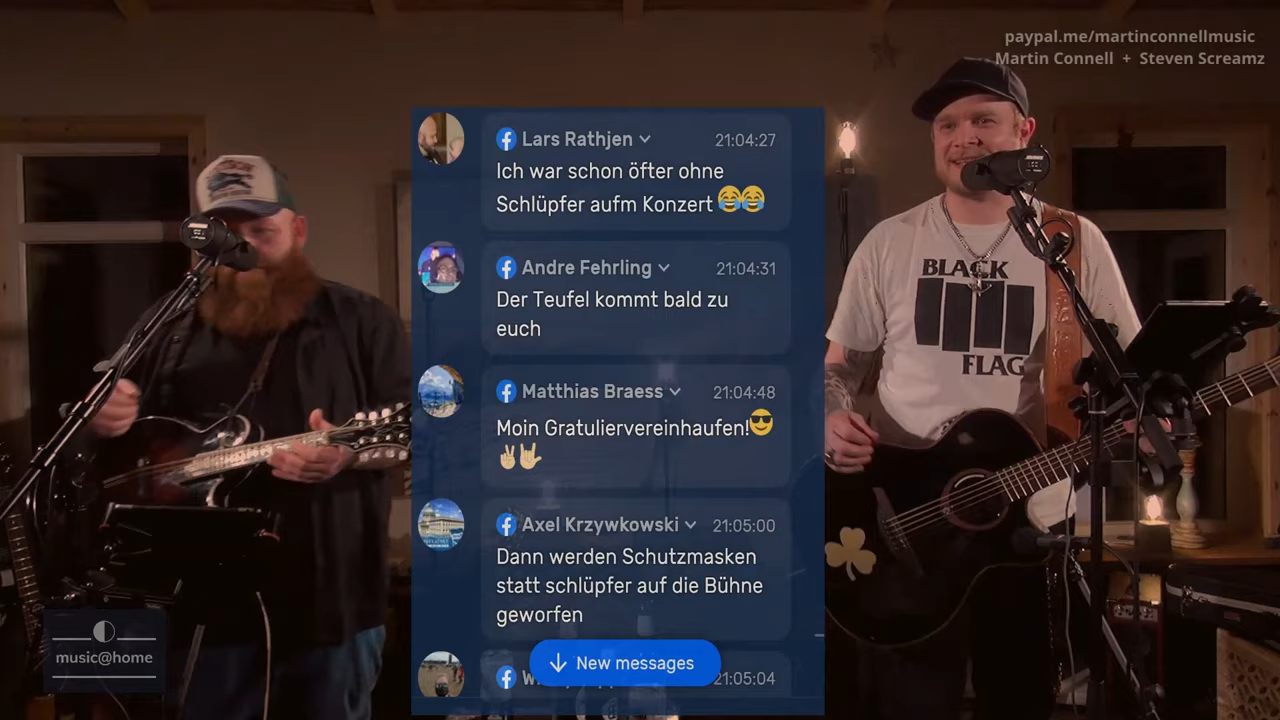 paypal.me/martinconnellmusic
Martin Connell + Steven Screamz
Lars Rathjen 21:04:27
Ich war schon öfter ohne
Schlüpfer aufm Konzert 😂😂
Andre Fehrling 21:04:31
Der Teufel kommt bald zu
euch
Matthias Braess 21:04:48
Moin Gratuliervereinhaufen!😎
✌🏼🤘🏼
Axel Krzywkowski 21:05:00
Dann werden Schutzmasken
statt schlüpfer auf die Bühne
geworfen
21:05:04
New messages
BLACK
FLAG
music@home